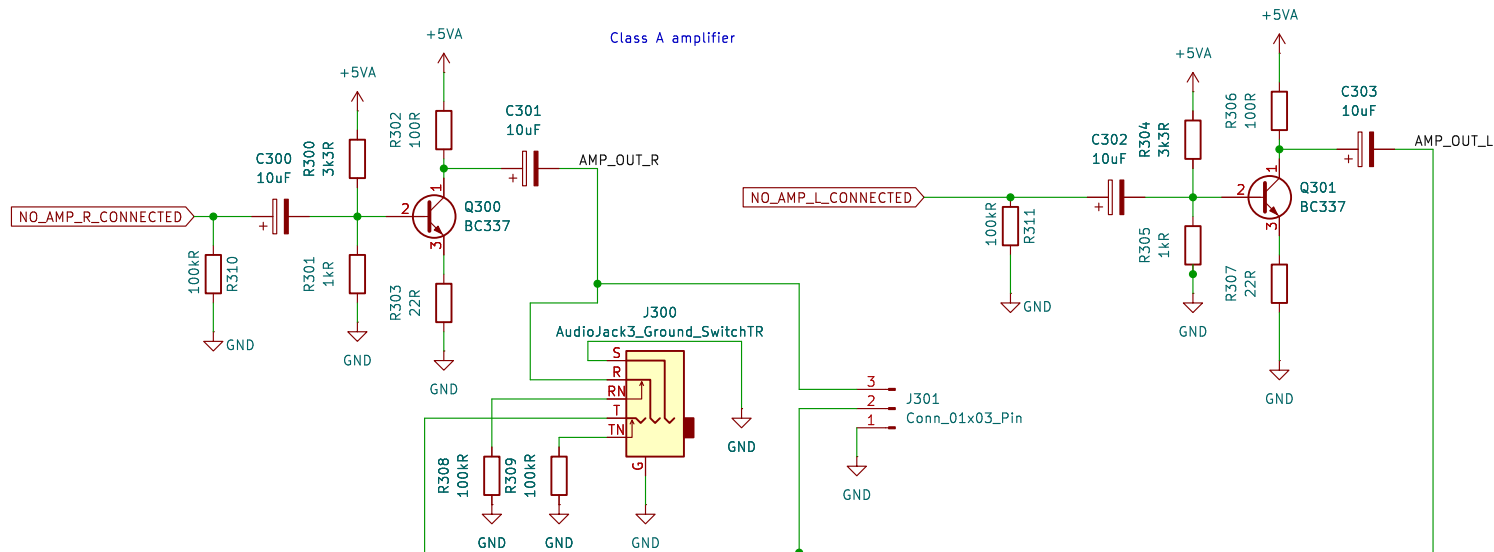 Class A amplifier
+5VA
+5VA
R302
100R
C301
10uF
R300
3k3R
C300
10uF
AMP_OUT_R
NO_AMP_R_CONNECTED
1
2
3
Q300
BC337
100kR
R310
R301
1kR
R303
22R
GND
GND
GND
+5VA
+5VA
R306
100R
C303
10uF
R304
3k3R
C302
10uF
AMP_OUT_L
NO_AMP_L_CONNECTED
1
2
3
Q301
BC337
100kR
R311
R305
1kR
R307
22R
GND
GND
GND
J300
AudioJack3_Ground_SwitchTR
S
R
RN
T
TN
G
GND
R308
100kR
R309
100kR
GND
GND
GND
3
2
1
J301
Conn_01x03_Pin
GND